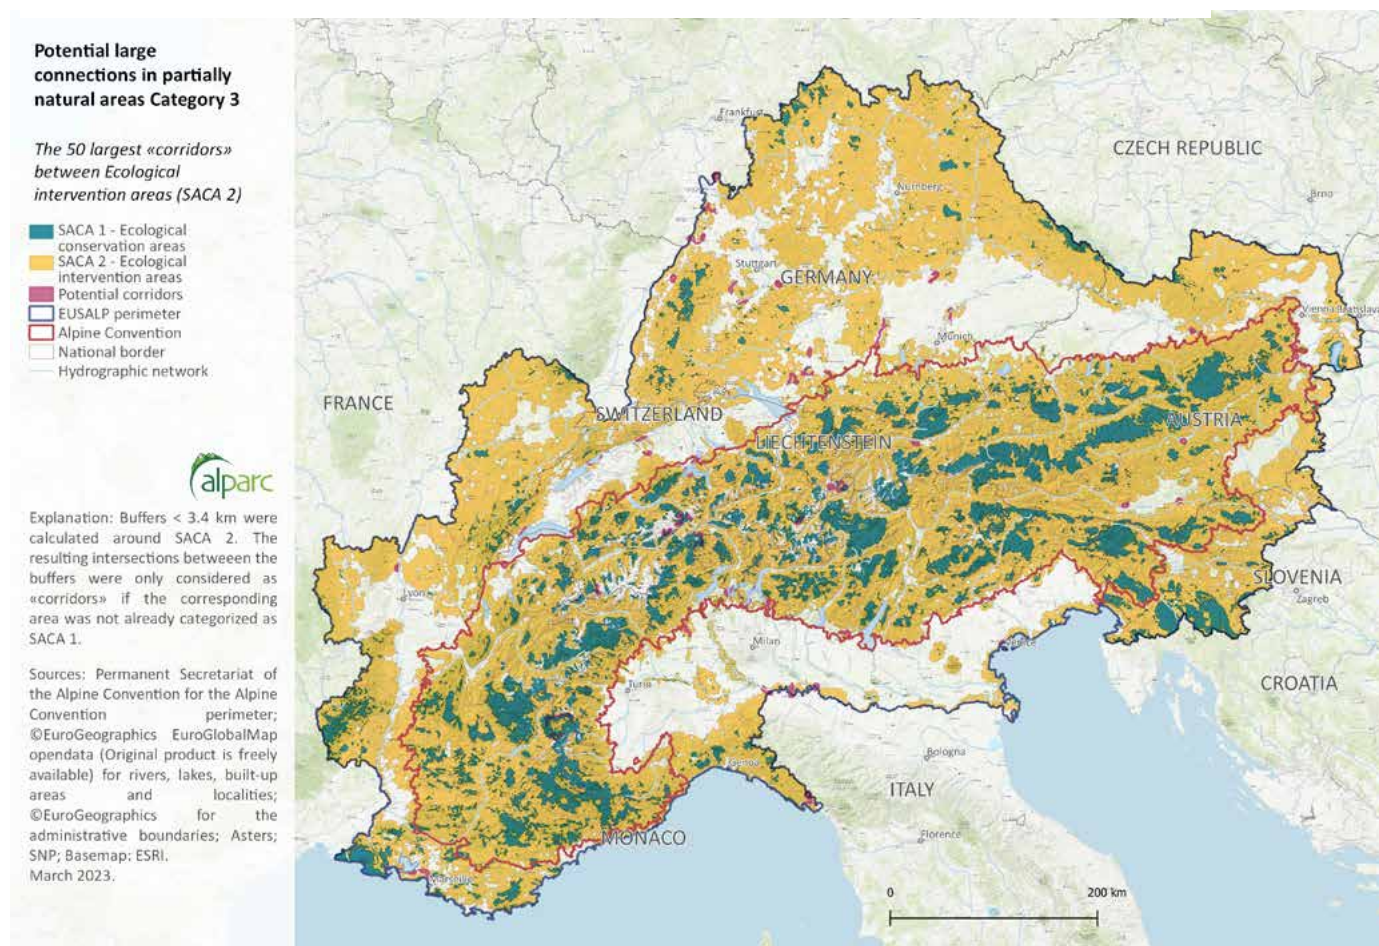 Potential large
connections in partially
natural areas Category 3
The 50 largest «corridors»
between Ecological
intervention areas (SACA 2)
SACA 1 - Ecological
conservation areas
SACA 2 - Ecological
intervention areas
Potential corridors
EUSALP perimeter
Alpine Convention
National border
Hydrographic network
alparc
Explanation: Buffers < 3.4 km were
calculated around SACA 2. The
resulting intersections betweeen the
buffers were only considered as
«corridors» if the corresponding
area was not already categorized as
SACA 1.
Sources: Permanent Secretariat of
the Alpine Convention for the Alpine
Convention perimeter;
©EuroGeographics EuroGlobalMap
opendata (Original product is freely
available) for rivers, lakes, built-up
areas and localities;
©EuroGeographics for the
administrative boundaries; Asters;
SNP; Basemap: ESRI.
March 2023.
Frankfurt
CZECH REPUBLIC
Nürnberg
Brno
Stuttgart
GERMANY
Vienna Bratislava
Munich
FRANCE
SWITZERLAND
AUSTRIA
LIECHTENSTEIN
SLOVENIA
Zagreb
Lyon
Milan
Turin
CROATIA
Bologna
Genoa
ITALY
MONACO
Florence
Marseille
0 200 km